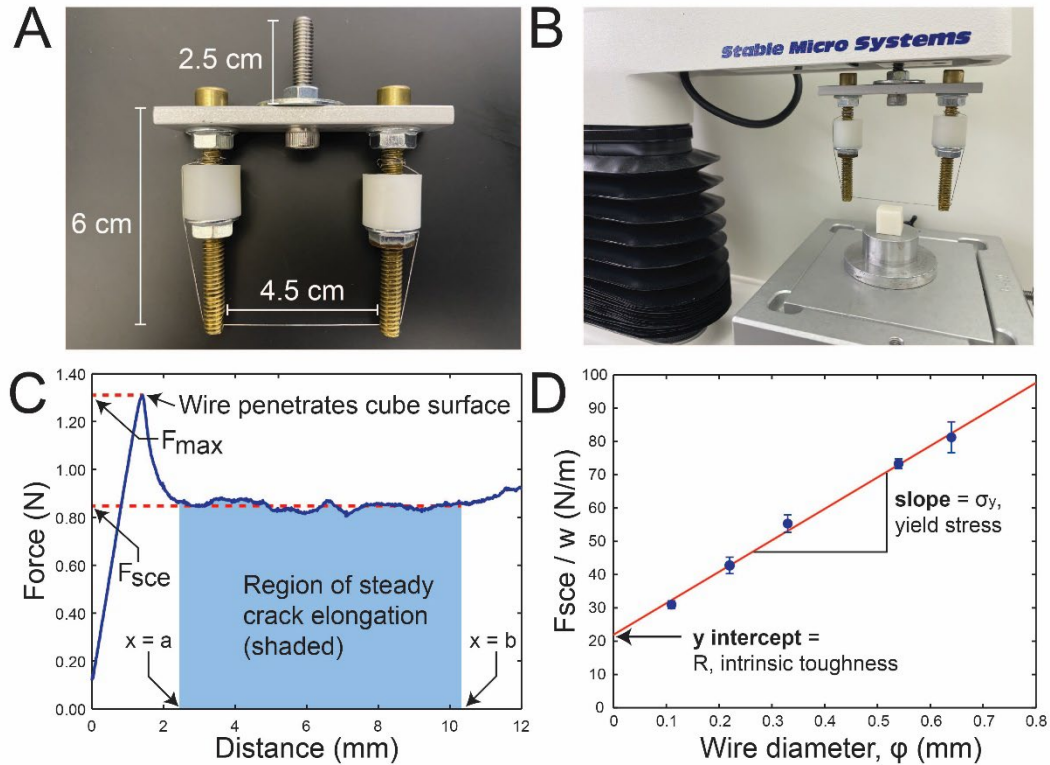 A
2.5 cm
6 cm
4.5 cm
B
Stable Micro Systems
C
1.40
1.20
1.00
0.80
0.60
0.40
0.20
0.00
Force (N)
Wire penetrates cube surface
Fmax
Fsce
Region of steady
crack elongation
(shaded)
x = a
x = b
0
2
4
6
8
10
12
Distance (mm)
D
100
90
80
70
60
50
40
30
20
10
0
Fsce / w (N/m)
slope = σy,
yield stress
y intercept =
R, intrinsic toughness
0
0.1
0.2
0.3
0.4
0.5
0.6
0.7
0.8
Wire diameter, φ (mm)